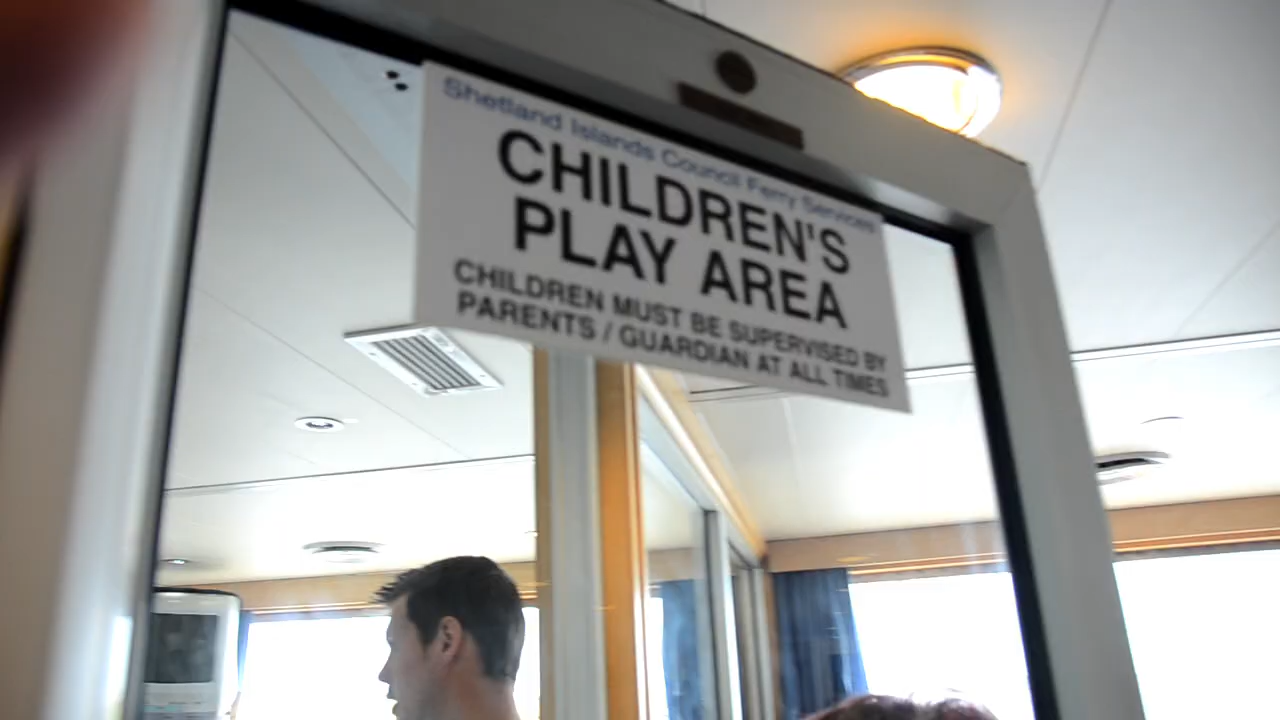 Shetland Islands Council Ferry Services
CHILDREN'S
PLAY AREA
CHILDREN MUST BE SUPERVISED BY
PARENTS / GUARDIAN AT ALL TIMES